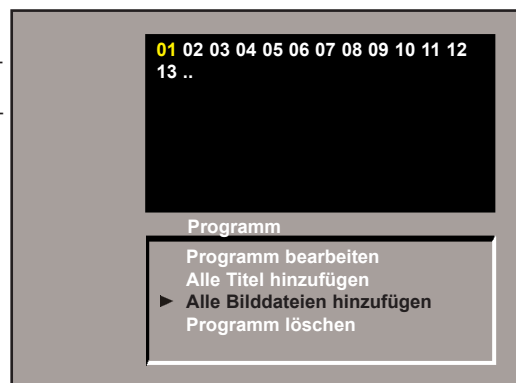 01 02 03 04 05 06 07 08 09 10 11 12
13 ..
Programm
Programm bearbeiten
Alle Titel hinzufügen
Alle Bilddateien hinzufügen
Programm löschen